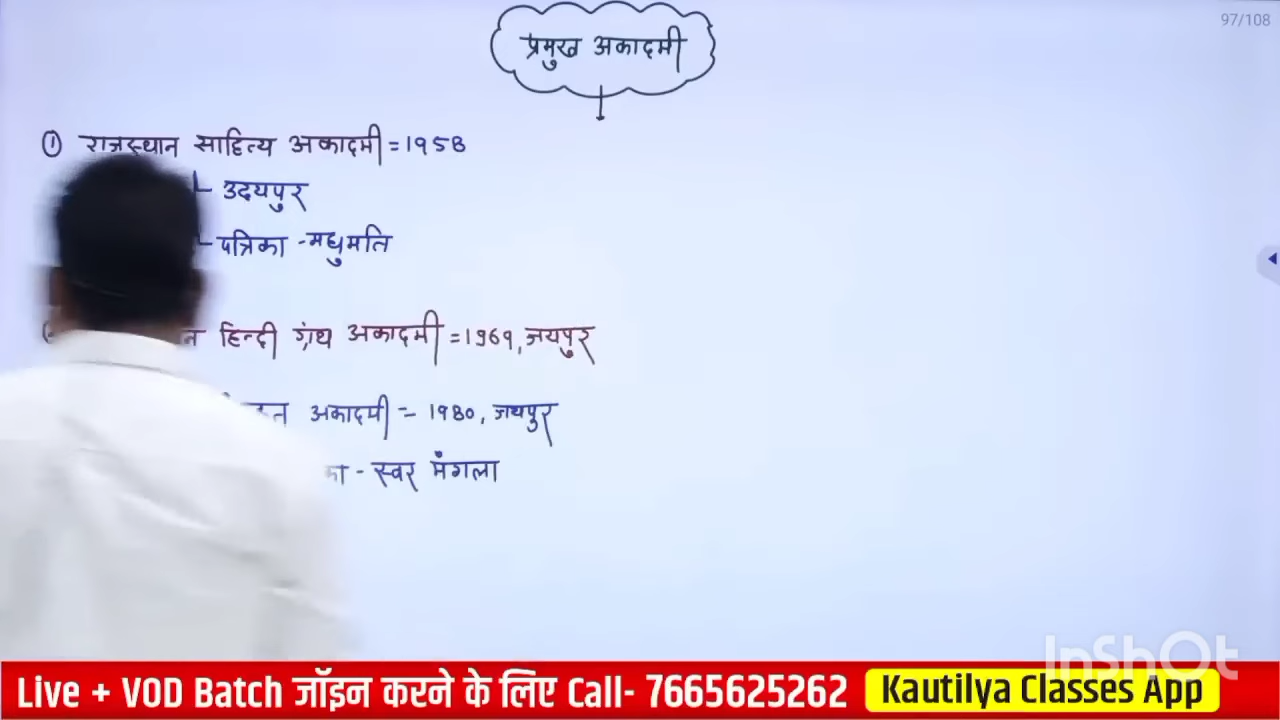 97/108
प्रमुख अकादमी
① राजस्थान साहित्य अकादमी = 1958
उदयपुर
पत्रिका - मधुमति
हिन्दी ग्रंथ अकादमी = 1969, जयपुर
अकादमी = 1980, जयपुर
- स्वर मंगला
InShOt
Live + VOD Batch जॉइन करने के लिए Call- 7665625262 Kautilya Classes App